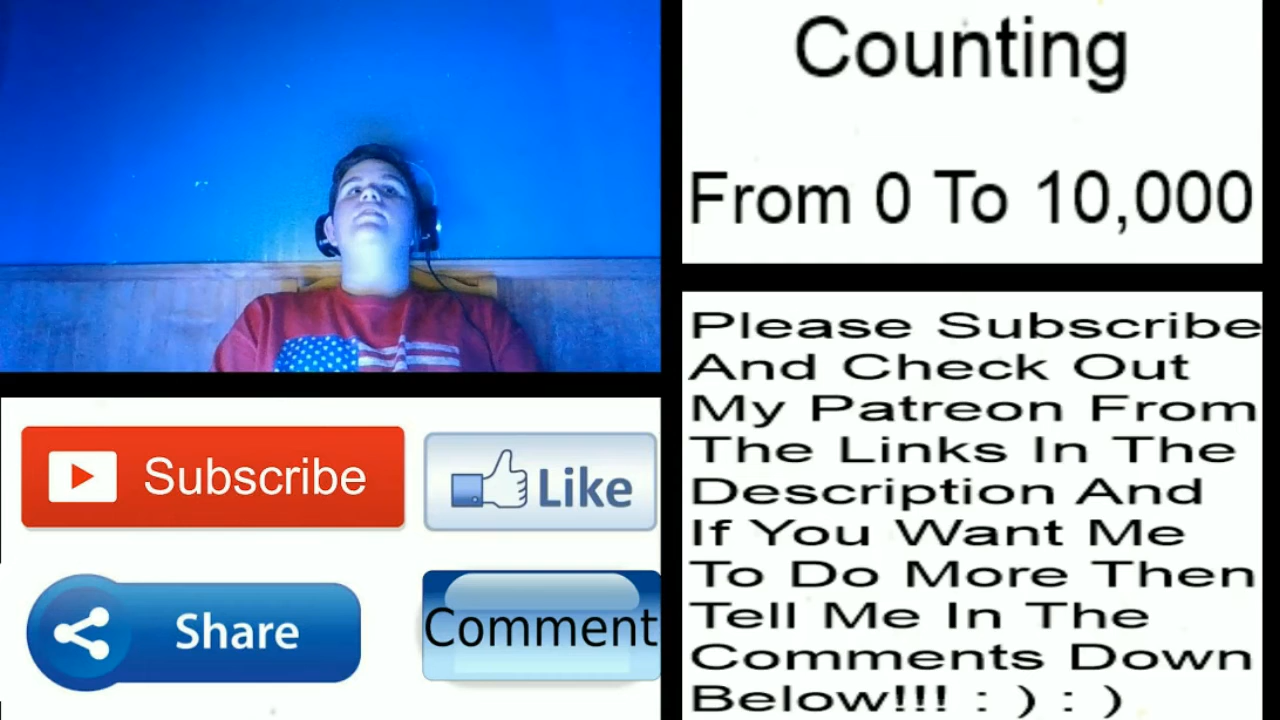 Counting
From 0 To 10,000
Subscribe
Like
Share
Comment
Please Subscribe
And Check Out
My Patreon From
The Links In The
Description And
If You Want Me
To Do More Then
Tell Me In The
Comments Down
Below!!! : ) : )